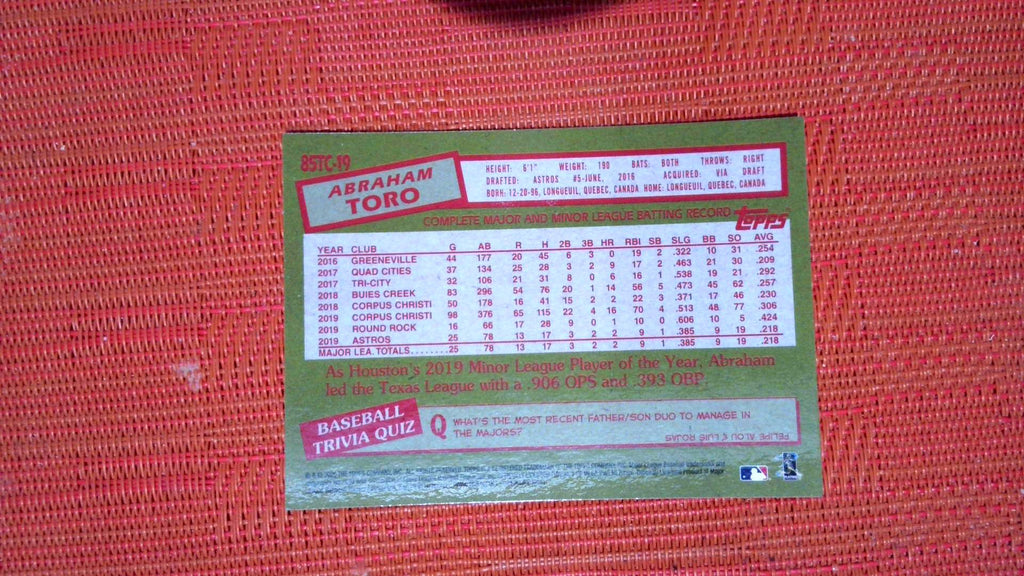 85TC-19
ABRAHAM
TORO
HEIGHT: 6'1" WEIGHT: 190 BATS: BOTH THROWS: RIGHT
DRAFTED: ASTROS #5-JUNE, 2016 ACQUIRED: VIA DRAFT
BORN: 12-20-96, LONGUEUIL, QUEBEC, CANADA HOME: LONGUEUIL, QUEBEC, CANADA
COMPLETE MAJOR AND MINOR LEAGUE BATTING RECORD
topps
YEAR CLUB G AB R H 2B 3B HR RBI SB SLG BB SO AVG
2016 GREENEVILLE 44 177 20 45 6 3 0 19 2 .322 10 31 .254
2017 QUAD CITIES 37 134 25 28 3 2 9 17 2 .463 21 30 .209
2017 TRI-CITY 32 106 21 31 8 0 6 16 1 .538 19 21 .292
2018 BUIES CREEK 83 296 54 76 20 1 14 56 5 .473 45 62 .257
2018 CORPUS CHRISTI 50 178 16 41 15 2 2 22 3 .371 17 46 .230
2019 CORPUS CHRISTI 98 376 65 115 22 4 16 70 4 .513 48 77 .306
2019 ROUND ROCK 16 66 17 28 9 0 1 10 0 .606 10 5 .424
2019 ASTROS 25 78 13 17 3 2 2 9 1 .385 9 19 .218
MAJOR LEA. TOTALS........25 78 13 17 3 2 2 9 1 .385 9 19 .218
As Houston's 2019 Minor League Player of the Year, Abraham
led the Texas League with a .906 OPS and .393 OBP.
BASEBALL
TRIVIA QUIZ
Q WHAT'S THE MOST RECENT FATHER/SON DUO TO MANAGE IN
THE MAJORS?
FELIPE ALOU & LUIS ROJAS